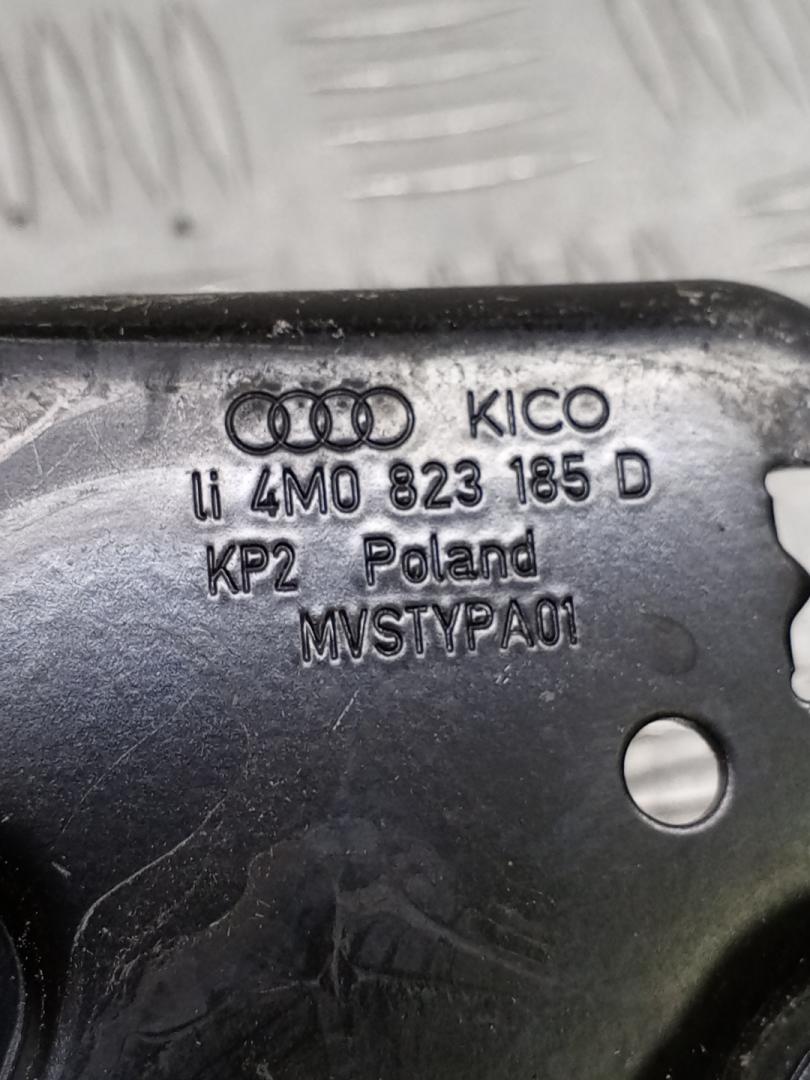 KICO
li 4M0 823 185 D
KP2 Poland
MVSTYPA01